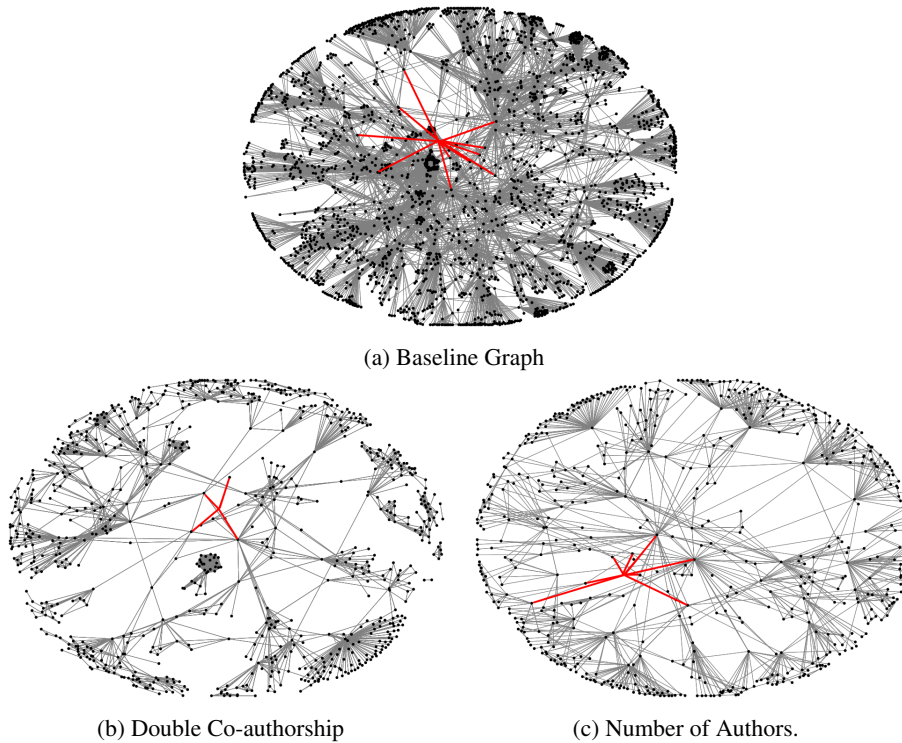 (a) Baseline Graph
(b) Double Co-authorship
(c) Number of Authors.